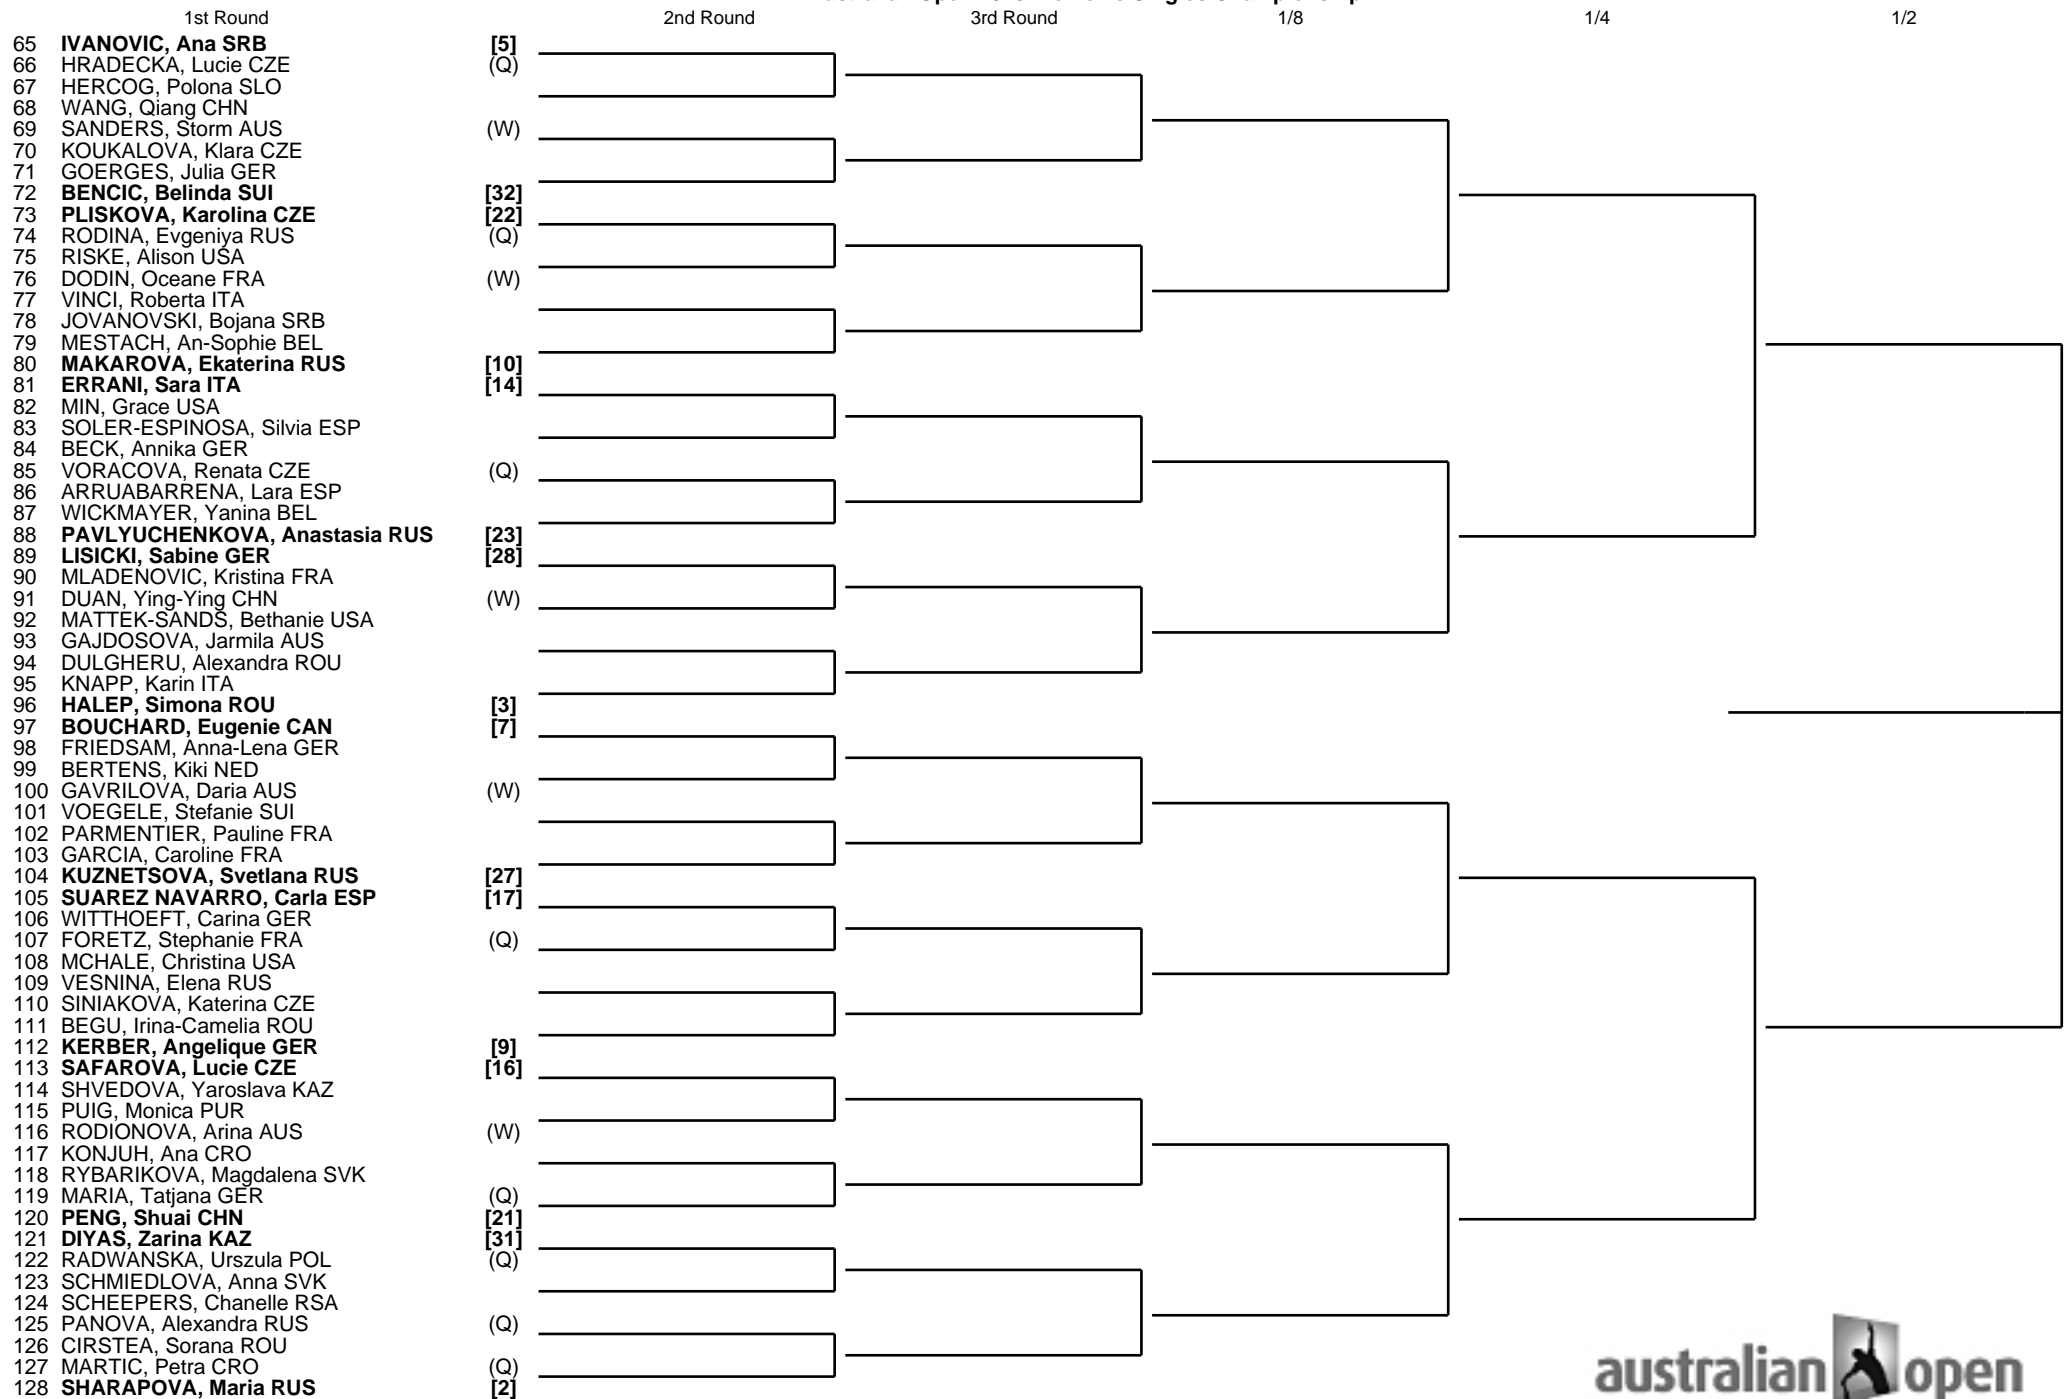 1st Round 2nd Round 3rd Round 1/8 1/4 1/2
65 IVANOVIC, Ana SRB [5]
66 HRADECKA, Lucie CZE (Q)
67 HERCOG, Polona SLO
68 WANG, Qiang CHN
69 SANDERS, Storm AUS (W)
70 KOUKALOVA, Klara CZE
71 GOERGES, Julia GER
72 BENCIC, Belinda SUI [32]
73 PLISKOVA, Karolina CZE [22]
74 RODINA, Evgeniya RUS (Q)
75 RISKE, Alison USA
76 DODIN, Oceane FRA (W)
77 VINCI, Roberta ITA
78 JOVANOVSKI, Bojana SRB
79 MESTACH, An-Sophie BEL
80 MAKAROVA, Ekaterina RUS [10]
81 ERRANI, Sara ITA [14]
82 MIN, Grace USA
83 SOLER-ESPINOSA, Silvia ESP
84 BECK, Annika GER
85 VORACOVA, Renata CZE (Q)
86 ARRUABARRENA, Lara ESP
87 WICKMAYER, Yanina BEL
88 PAVLYUCHENKOVA, Anastasia RUS [23]
89 LISICKI, Sabine GER [28]
90 MLADENOVIC, Kristina FRA
91 DUAN, Ying-Ying CHN (W)
92 MATTEK-SANDS, Bethanie USA
93 GAJDOSOVA, Jarmila AUS
94 DULGHERU, Alexandra ROU
95 KNAPP, Karin ITA
96 HALEP, Simona ROU [3]
97 BOUCHARD, Eugenie CAN [7]
98 FRIEDSAM, Anna-Lena GER
99 BERTENS, Kiki NED
100 GAVRILOVA, Daria AUS (W)
101 VOEGELE, Stefanie SUI
102 PARMENTIER, Pauline FRA
103 GARCIA, Caroline FRA
104 KUZNETSOVA, Svetlana RUS [27]
105 SUAREZ NAVARRO, Carla ESP [17]
106 WITTHOEFT, Carina GER
107 FORETZ, Stephanie FRA (Q)
108 MCHALE, Christina USA
109 VESNINA, Elena RUS
110 SINIAKOVA, Katerina CZE
111 BEGU, Irina-Camelia ROU
112 KERBER, Angelique GER [9]
113 SAFAROVA, Lucie CZE [16]
114 SHVEDOVA, Yaroslava KAZ
115 PUIG, Monica PUR
116 RODIONOVA, Arina AUS (W)
117 KONJUH, Ana CRO
118 RYBARIKOVA, Magdalena SVK
119 MARIA, Tatjana GER (Q)
120 PENG, Shuai CHN [21]
121 DIYAS, Zarina KAZ [31]
122 RADWANSKA, Urszula POL (Q)
123 SCHMIEDLOVA, Anna SVK
124 SCHEEPERS, Chanelle RSA
125 PANOVA, Alexandra RUS (Q)
126 CIRSTEA, Sorana ROU
127 MARTIC, Petra CRO (Q)
128 SHARAPOVA, Maria RUS [2]
australian open